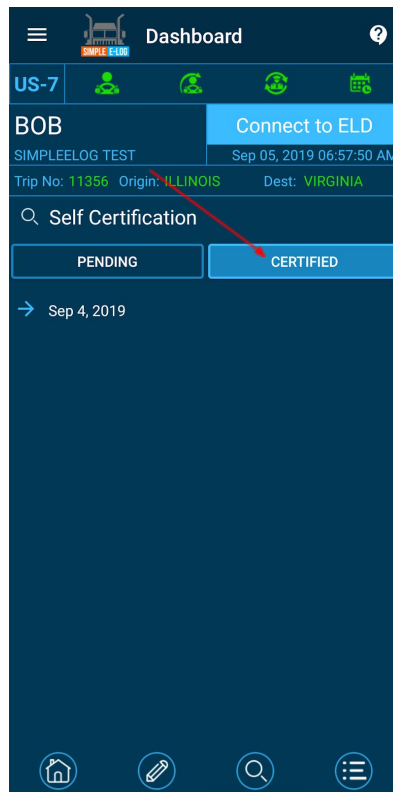 Dashboard
SIMPLE E-LOG
US-7
BOB
Connect to ELD
SIMPLEELOG TEST
Sep 05, 2019 06:57:50 AM
Trip No: 11356 Origin: ILLINOIS Dest: VIRGINIA
Self Certification
PENDING
CERTIFIED
Sep 4, 2019